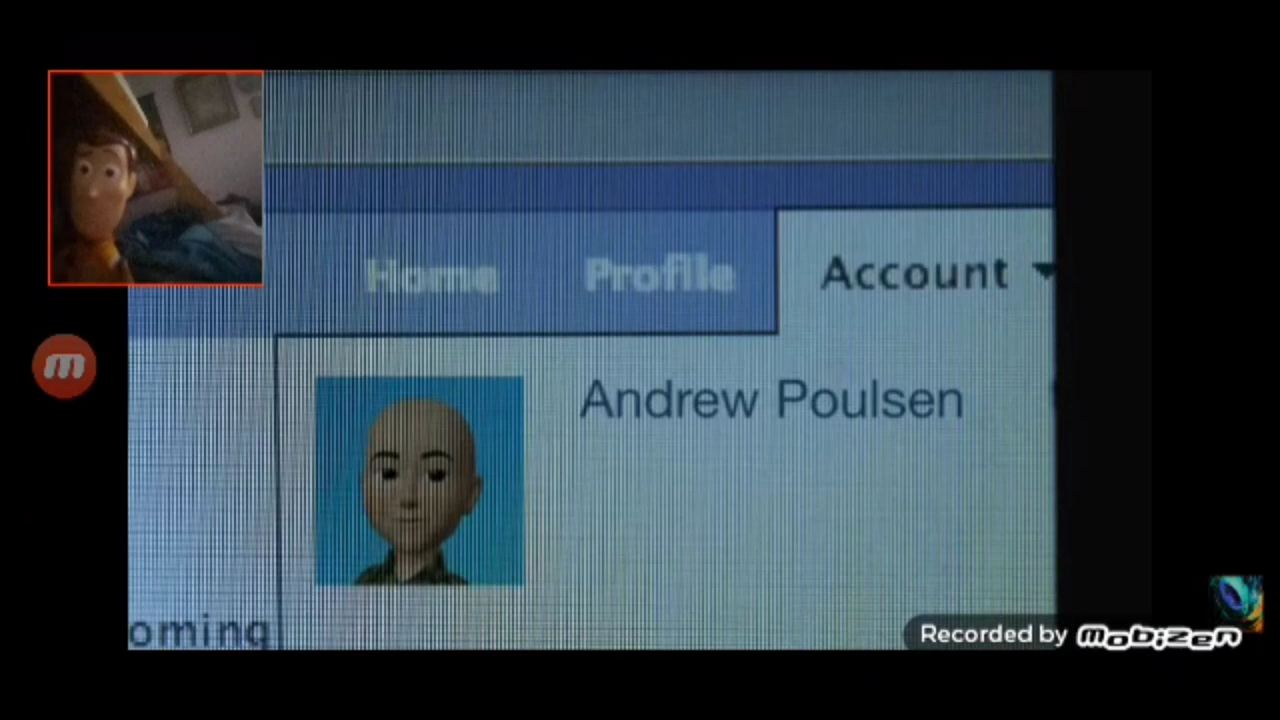 Home Profile Account
Andrew Poulsen
oming
Recorded by Mobizen